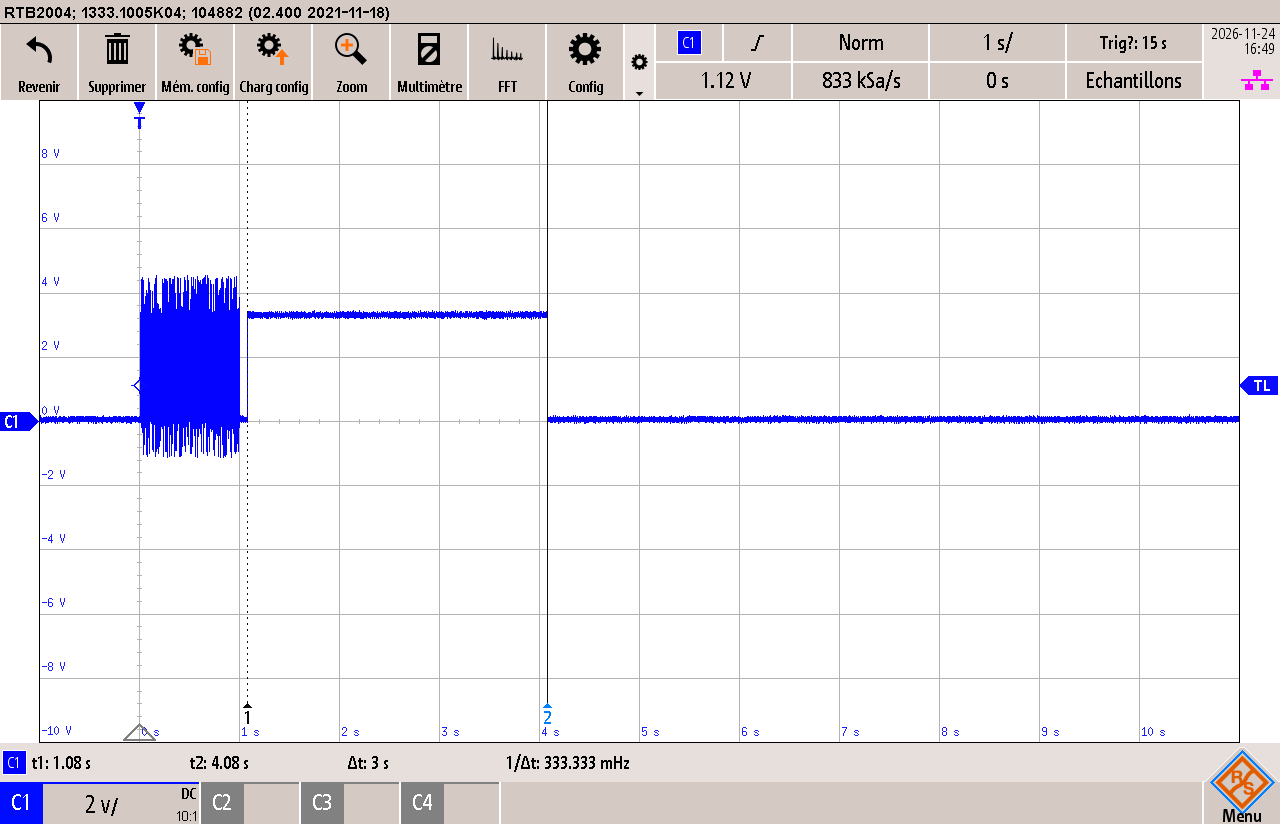 RTB2004; 1333.1005K04; 104882 (02.400 2021-11-18)
Revenir
Supprimer
Mém. config
Charg config
Zoom
Multimètre
FFT
Config
C1
Norm
1 s/
Trig?: 15 s
2026-11-24
16:49
1.12 V
833 kSa/s
0 s
Echantillons
T
8 V
6 V
4 V
2 V
0 V
-2 V
-4 V
-6 V
-8 V
-10 V
C1
TL
1
2
0 s
1 s
2 s
3 s
4 s
5 s
6 s
7 s
8 s
9 s
10 s
C1 t1: 1.08 s t2: 4.08 s Δt: 3 s 1/Δt: 333.333 mHz
C1
2 v/
DC
10:1
C2
C3
C4
R S
Menu